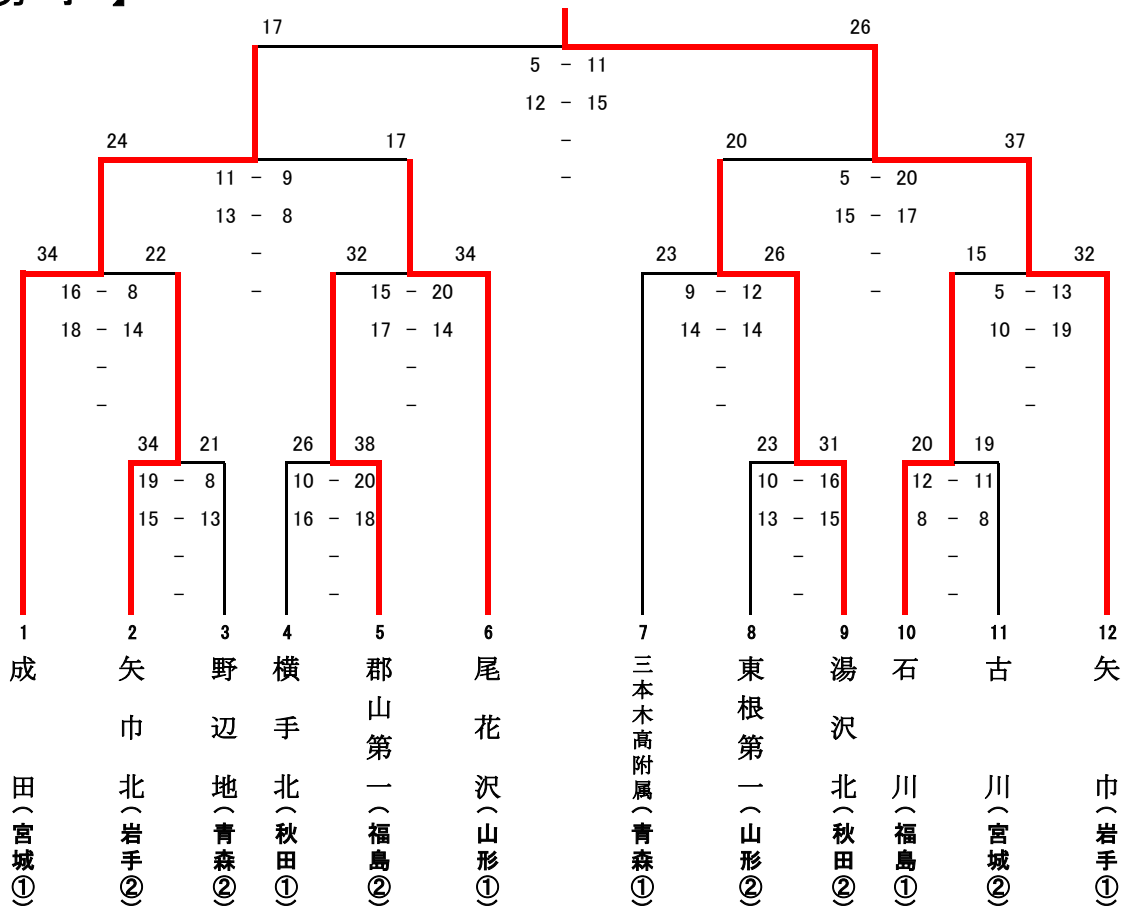 17 26
5 - 11
12 - 15
-
-
24 17 20 37
11 - 9 5 - 20
13 - 8 15 - 17
- -
- -
34 22 32 34 23 26 15 32
16 - 8 15 - 20 9 - 12 5 - 13
18 - 14 17 - 14 14 - 14 10 - 19
- - - -
- - - -
34 21 26 38 23 31 20 19
19 - 8 10 - 20 10 - 16 12 - 11
15 - 13 16 - 18 13 - 15 8 - 8
- - - -
- - - -
1 2 3 4 5 6 7 8 9 10 11 12
成田(宮城①)
矢巾北(岩手②)
野辺地(青森②)
横手北(秋田①)
郡山第一(福島②)
尾花沢(山形①)
三本木高附属(青森①)
東根第一(山形②)
湯沢北(秋田②)
石川(福島①)
古川(宮城②)
矢巾(岩手①)